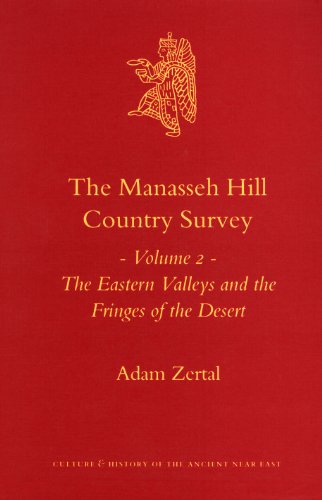 The Manasseh Hill
Country Survey
- Volume 2 -
The Eastern Valleys and the
Fringes of the Desert
Adam Zertal
CULTURE & HISTORY OF THE ANCIENT NEAR EAST